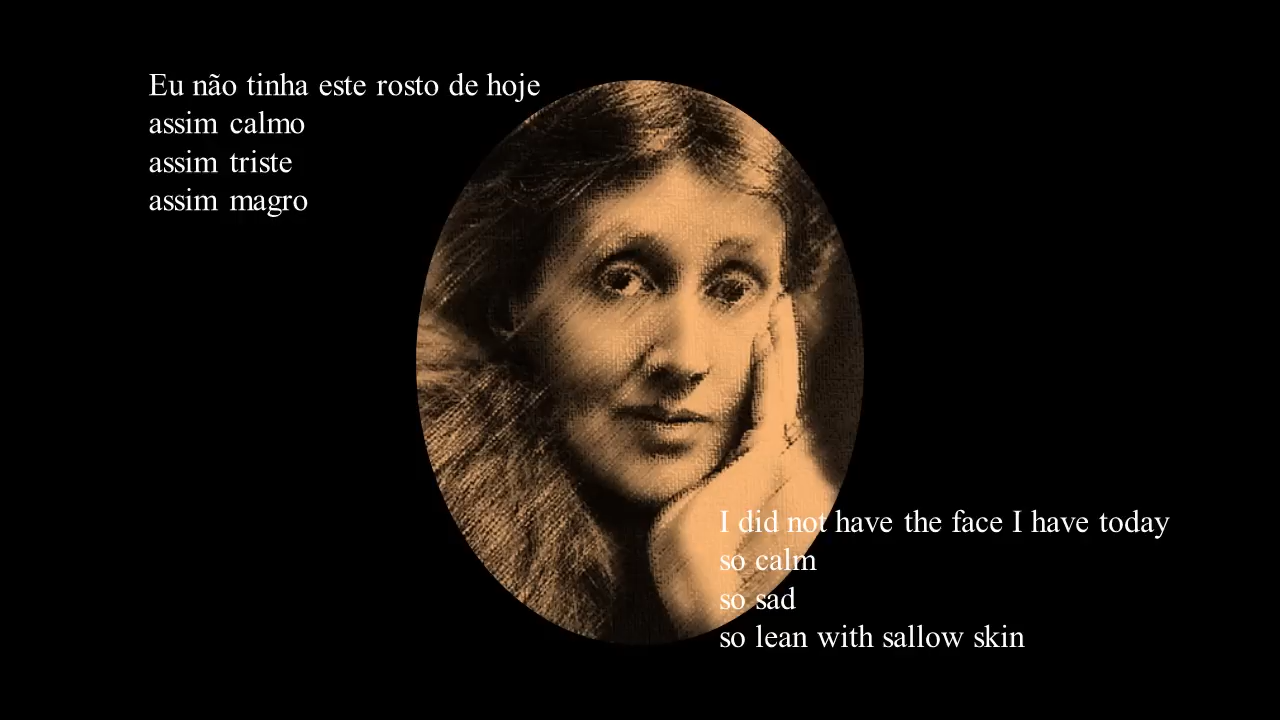 Eu não tinha este rosto de hoje
assim calmo
assim triste
assim magro
I did not have the face I have today
so calm
so sad
so lean with sallow skin